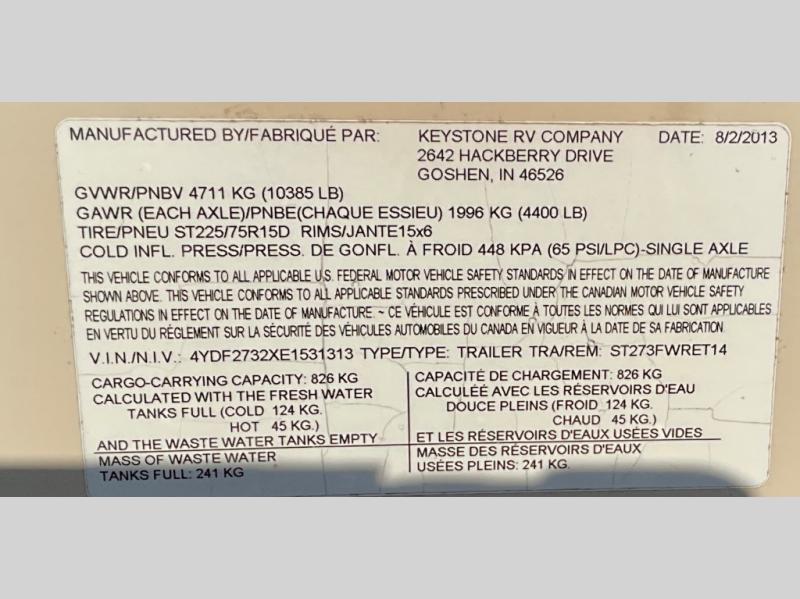 MANUFACTURED BY/FABRIQUÉ PAR: KEYSTONE RV COMPANY DATE: 8/2/2013
2642 HACKBERRY DRIVE
GOSHEN, IN 46526
GVWR/PNBV 4711 KG (10385 LB)
GAWR (EACH AXLE)/PNBE(CHAQUE ESSIEU) 1996 KG (4400 LB)
TIRE/PNEU ST225/75R15D RIMS/JANTE15x6
COLD INFL. PRESS/PRESS. DE GONFL. À FROID 448 KPA (65 PSI/LPC)-SINGLE AXLE
THIS VEHICLE CONFORMS TO ALL APPLICABLE U.S. FEDERAL MOTOR VEHICLE SAFETY STANDARDS IN EFFECT ON THE DATE OF MANUFACTURE
SHOWN ABOVE. THIS VEHICLE CONFORMS TO ALL APPLICABLE STANDARDS PRESCRIBED UNDER THE CANADIAN MOTOR VEHICLE SAFETY
REGULATIONS IN EFFECT ON THE DATE OF MANUFACTURE. ~ CE VÉHICULE EST CONFORME À TOUTES LES NORMES QUI LUI SONT APPLICABLES
EN VERTU DU RÉGLEMENT SUR LA SÉCURITÉ DES VÉHICULES AUTOMOBILES DU CANADA EN VIGUEUR À LA DATE DE SA FABRICATION.
V.I.N./N.I.V.: 4YDF2732XE1531313 TYPE/TYPE: TRAILER TRA/REM: ST273FWRET14
CARGO-CARRYING CAPACITY: 826 KG
CALCULATED WITH THE FRESH WATER
TANKS FULL (COLD 124 KG.
HOT 45 KG.)
AND THE WASTE WATER TANKS EMPTY
MASS OF WASTE WATER
TANKS FULL: 241 KG
CAPACITÉ DE CHARGEMENT: 826 KG
CALCULÉE AVEC LES RÉSERVOIRS D'EAU
DOUCE PLEINS (FROID 124 KG.
CHAUD 45 KG.)
ET LES RÉSERVOIRS D'EAUX USÉES VIDES
MASSE DES RÉSERVOIRS D'EAUX
USÉES PLEINS: 241 KG.